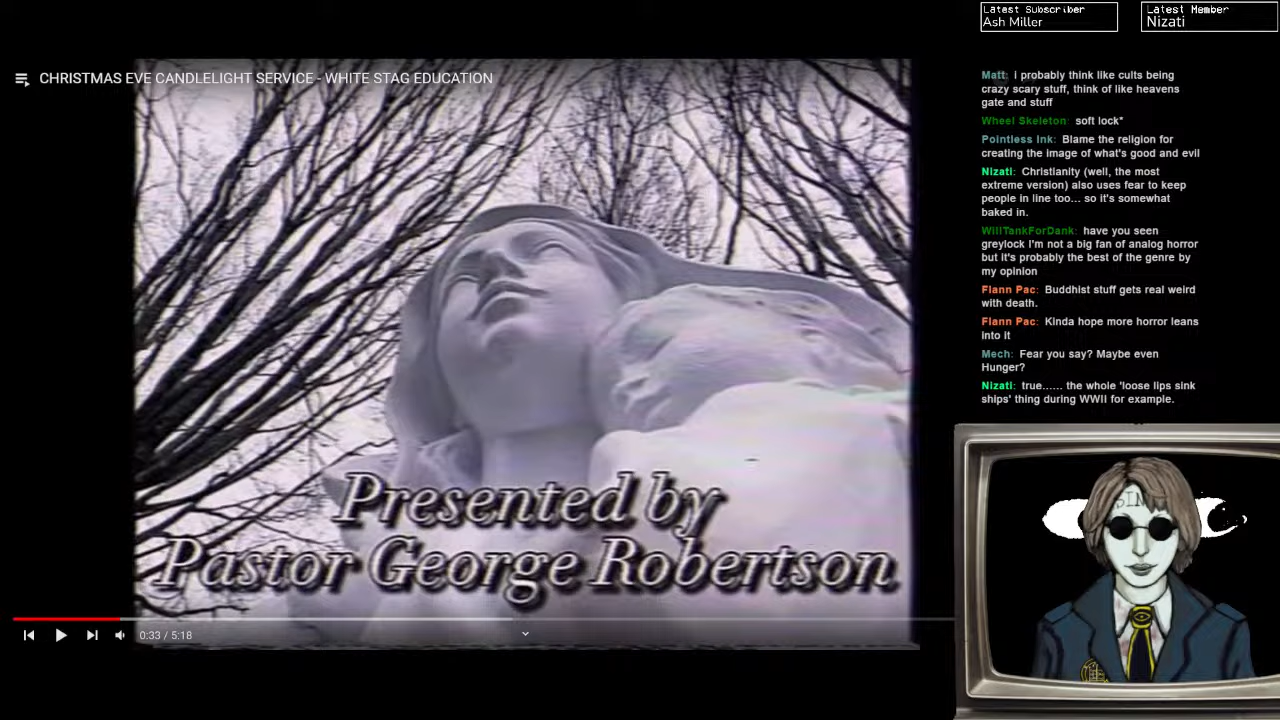 Latest Subscriber
Ash Miller
Latest Member
Nizati
CHRISTMAS EVE CANDLELIGHT SERVICE - WHITE STAG EDUCATION
Matt: i probably think like cults being
crazy scary stuff, think of like heavens
gate and stuff
Wheel Skeleton: soft lock*
Pointless Ink: Blame the religion for
creating the image of what's good and evil
Nizati: Christianity (well, the most
extreme version) also uses fear to keep
people in line too... so it's somewhat
baked in.
WillTankForDank: have you seen
greylock I'm not a big fan of analog horror
but it's probably the best of the genre by
my opinion
Flann Pac: Buddhist stuff gets real weird
with death.
Flann Pac: Kinda hope more horror leans
into it
Mech: Fear you say? Maybe even
Hunger?
Nizati: true...... the whole 'loose lips sink
ships' thing during WWII for example.
Presented by
Pastor George Robertson
0:33 / 5:18